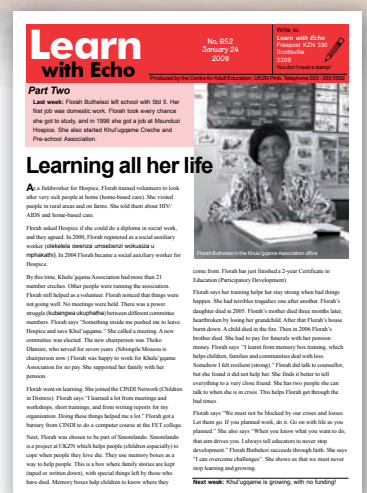 Learn
with Echo
No. 852
January 24
2008
Write to
Learn with Echo
Freepost KZN 330
Scottsville
3209
You don't need a stamp!
Produced by the Centre for Adult Education, UKZN Pmb. Telephone 033 - 260 5592
Part Two
Last week: Florah Buthelezi left school with Std 5. Her
first job was domestic work. Florah took every chance
she got to study, and in 1996 she got a job at Maunduzi
Hospice. She also started Khul'uqqame Creche and
Pre-school Association.
Learning all her life
As a fieldworker for Hospice, Florah trained volunteers to look
after very sick people at home (home-based care). She visited
people in rural areas and on farms. She told them about HIV/
AIDS and home-based care.
Florah asked Hospice if she could do a diploma in social work,
and they agreed. In 2000, Florah registered as a social auxiliary
worker (olekelela owenza umsebenzi wokusiza u
mphakathi). In 2004 Florah became a social auxiliary worker for
Hospice.
By this time, Khula'gqame Association had more than 21
member creches. Other people were running the association.
Florah still helped as a volunteer. Florah noticed that things were
not going well. No meetings were held. There was a power
struggle (kubangwa ukuphatha) between different committee
members. Florah says "Something inside me pushed me to leave
Hospice and save Khul'uqqame." She called a meeting. A new
committee was elected. The new chairperson was Thoko
Dlamini, who served for seven years. (Sibongile Mncuse is
chairperson now.) Florah was happy to work for Khulu'gqame
Association for no pay. She supported her family with her
pension.
Florah went on learning. She joined the CINDI Network (Children
in Distress). Florah says "I learned a lot from meetings and
workshops, short trainings, and from writing reports for my
organisation. Doing these things helped me a lot." Florah got a
bursary from CINDI to do a computer course at the FET college.
Next, Florah was chosen to be part of Sinomlando. Sinomlando
is a project at UKZN which helps people (children especially) to
cope when people they love die. They use memory boxes as a
way to help people. This is a box where family stories are kept
(taped or written down), with special things left by those who
have died. Memory boxes help children to know where they
Florah Buthelezi in the Khulu'gqame Association office
come from. Florah has just finished a 2-year Certificate in
Education (Participatory Development).
Florah says her training helps her stay strong when bad things
happen. She had terribles tragedies one after another. Florah's
daughter died in 2005. Florah's mother died three months later,
heartbroken by losing her grandchild. After that Florah's house
burnt down. A child died in the fire. Then in 2006 Florah's
brother died. She had to pay for funerals with her pension
money. Florah says "I learnt from memory box training, which
helps children, families and communities deal with loss.
Somehow I felt resilient (strong)." Florah did talk to counsellor,
but she found it did not help her. She finds it better to tell
everything to a very close friend. She has two people she can
talk to when she is in crisis. This helps Florah get through the
bad times.
Florah says "We must not be blocked by our crises and losses.
Let them go. If you planned work, do it. Go on with life as you
planned." She also says "When you know what you want to do,
that aim drives you. I always tell educators to never stop
development." Florah Buthelezi succeeds through faith. She says
"I can overcome challenges". She shows us that we must never
stop learning and growing.
Next week: Khul'uqgame is growing, with no funding!